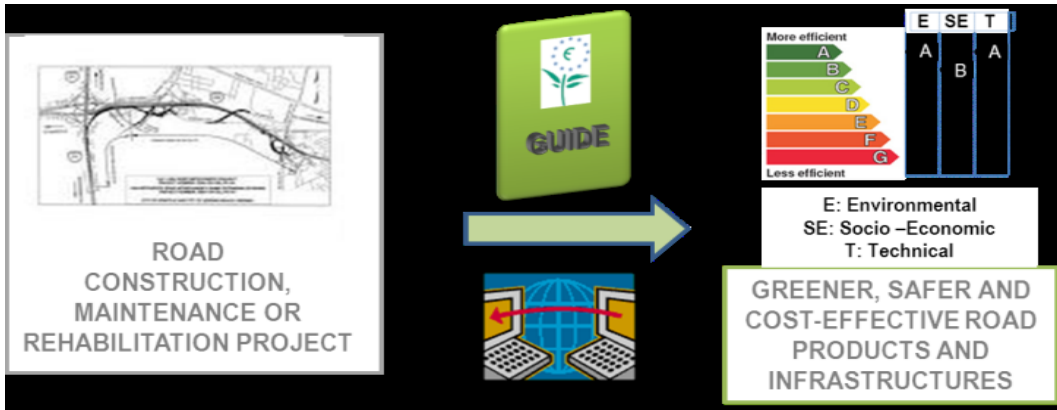 ROAD
CONSTRUCTION,
MAINTENANCE OR
REHABILITATION PROJECT
GUIDE
E SE T
More efficient
A A A
B B
C
D
E
F
G
Less efficient
E: Environmental
SE: Socio –Economic
T: Technical
GREENER, SAFER AND
COST-EFFECTIVE ROAD
PRODUCTS AND
INFRASTRUCTURES